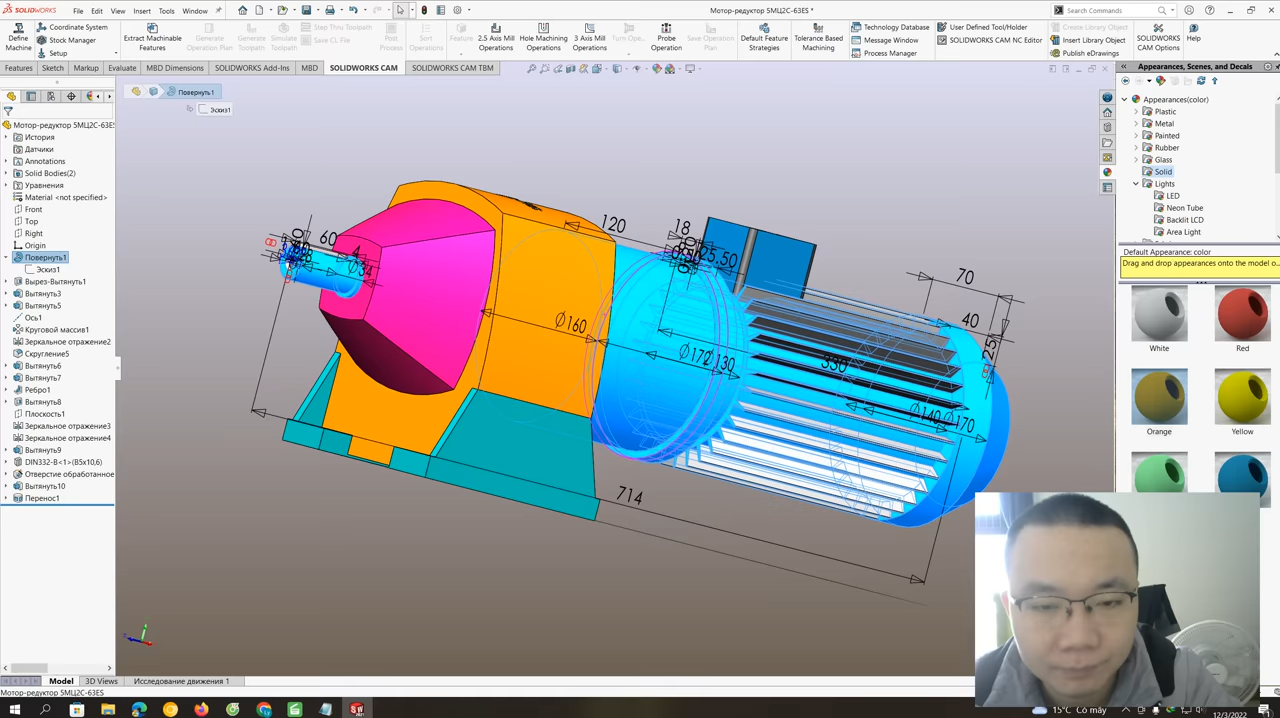 SOLIDWORKS
File Edit View Insert Tools Window
Мотор-редуктор 5МЦ2С-63ES *
Search Commands
Define Machine
Coordinate System
Stock Manager
Setup
Extract Machinable Features
Generate Operation Plan
Generate Toolpath
Simulate Toolpath
Step Thru Toolpath
Save CL File
Post Process
Sort Operations
Feature
2.5 Axis Mill Operations
Hole Machining Operations
3 Axis Mill Operations
Turn Ope...
Probe Operation
Save Operation Plan
Default Feature Strategies
Tolerance Based Machining
Technology Database
Message Window
Process Manager
User Defined Tool/Holder
SOLIDWORKS CAM NC Editor
Create Library Object
Insert Library Object
Publish eDrawings
SOLIDWORKS CAM Options
Help
Features Sketch Markup Evaluate MBD Dimensions SOLIDWORKS Add-Ins MBD SOLIDWORKS CAM SOLIDWORKS CAM TBM
Appearances, Scenes, and Decals
Повернуть1
Эскиз1
Мотор-редуктор 5МЦ2С-63ES
История
Датчики
Annotations
Solid Bodies(2)
Уравнения
Material <not specified>
Front
Top
Right
Origin
Повернуть1
Эскиз1
Вырез-Вытянуть1
Вытянуть3
Вытянуть5
Ось1
Круговой массив1
Зеркальное отражение2
Скругление5
Вытянуть6
Вытянуть7
Ребро1
Вытянуть8
Плоскость1
Зеркальное отражение3
Зеркальное отражение4
Вытянуть9
DIN332-B<1>(B5x10,6)
Отверстие обработанное
Вытянуть10
Перенос1
60
4
120
18
25,50
70
40
Ø160
Ø172
130
330
Ø140
Ø170
714
Appearances(color)
Plastic
Metal
Painted
Rubber
Glass
Solid
Lights
LED
Neon Tube
Backlit LCD
Area Light
Default Appearance: color
Drag and drop appearances onto the model o...
White Red
Orange Yellow
Model 3D Views Исследование движения 1
Мотор-редуктор 5МЦ2С-63ES
15°C Có mây
12/3/2022